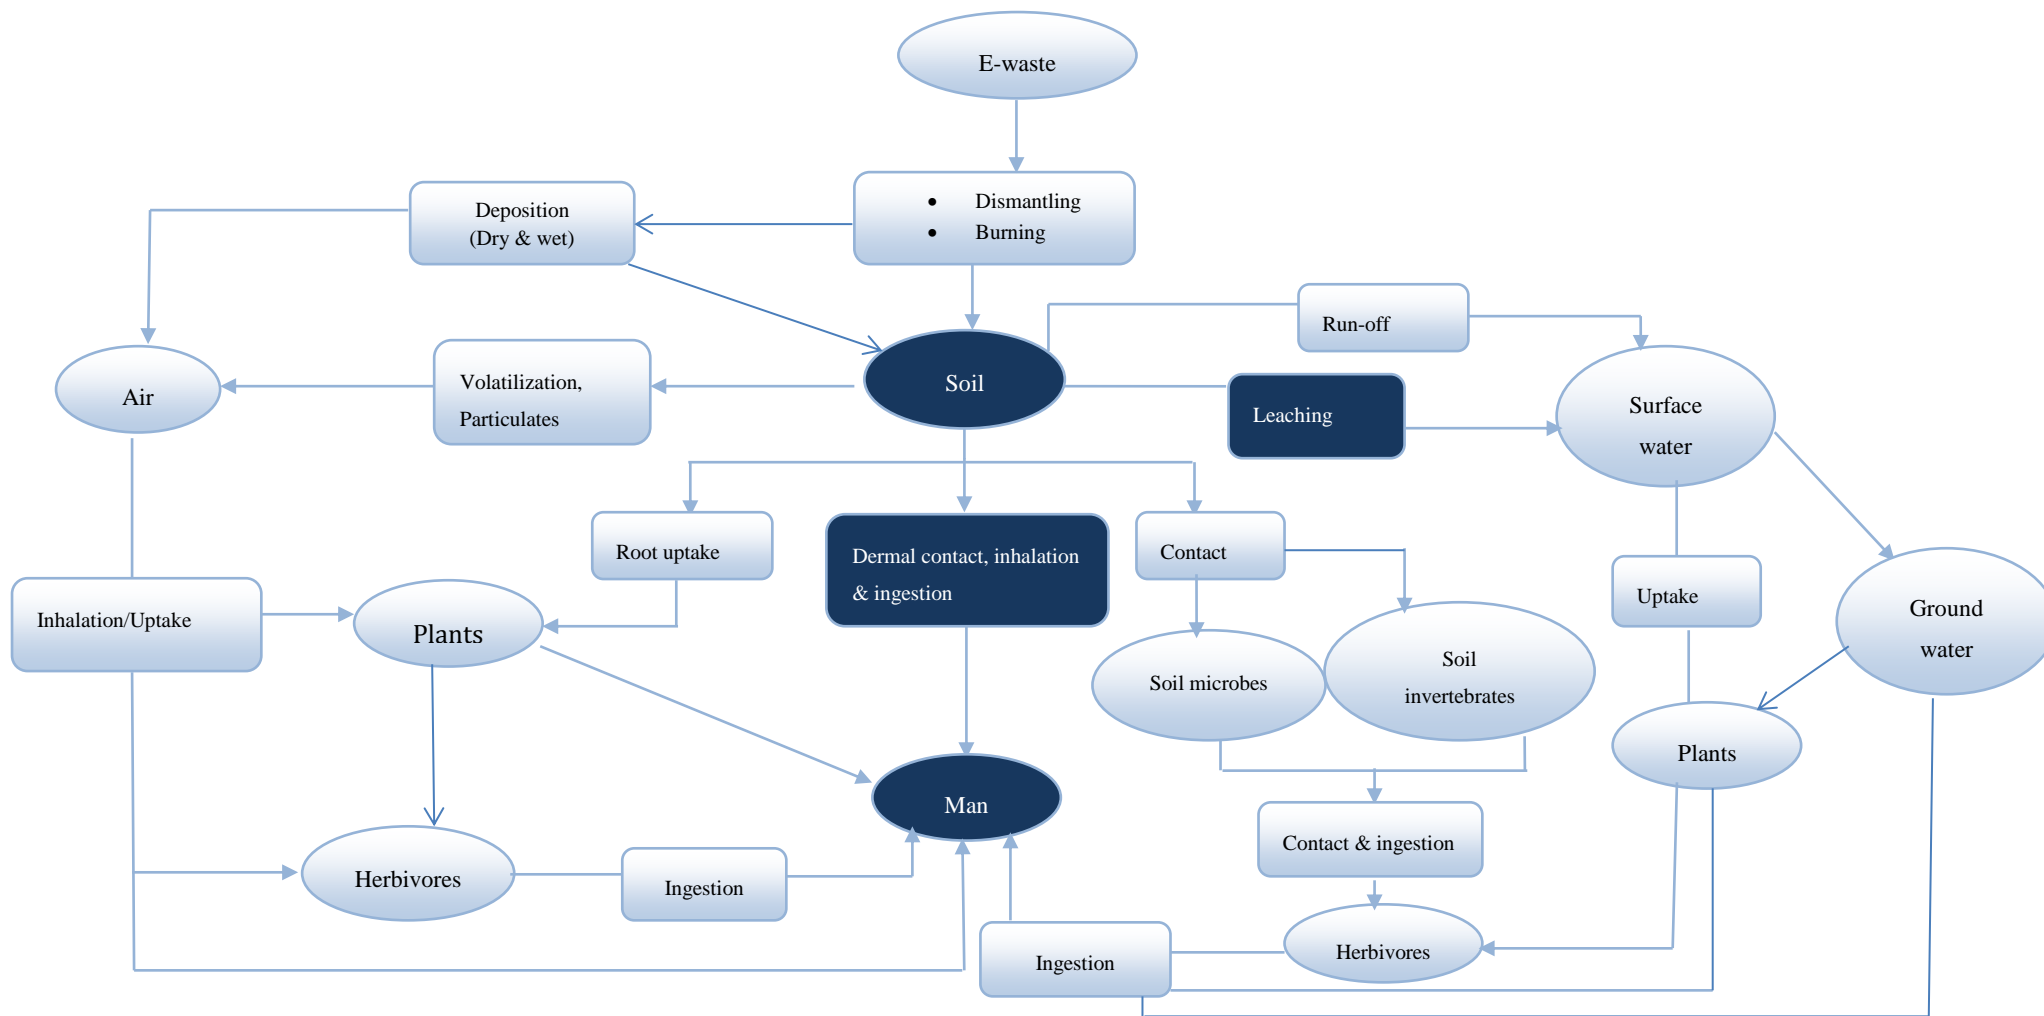 E-waste
• Dismantling
• Burning
Deposition
(Dry & wet)
Run-off
Air
Volatilization,
Particulates
Soil
Leaching
Surface
water
Root uptake
Dermal contact, inhalation
& ingestion
Contact
Uptake
Ground
water
Inhalation/Uptake
Plants
Soil microbes
Soil
invertebrates
Plants
Man
Contact & ingestion
Herbivores
Ingestion
Ingestion
Herbivores